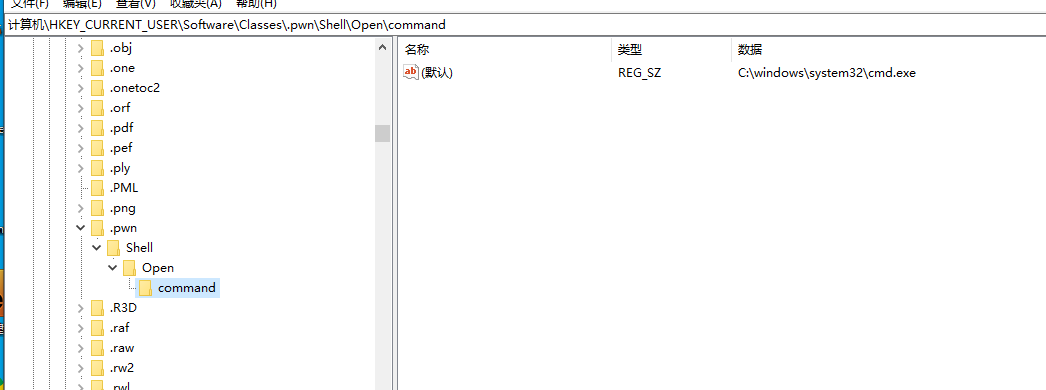 文件(F) 编辑(E) 查看(V) 收藏夹(A) 帮助(H)
计算机\HKEY_CURRENT_USER\Software\Classes\.pwn\Shell\Open\command
.obj
.one
.onetoc2
.orf
.pdf
.pef
.ply
.PML
.png
.pwn
Shell
Open
command
.R3D
.raf
.raw
.rw2
.rwl
名称 类型 数据
(默认) REG_SZ C:\windows\system32\cmd.exe